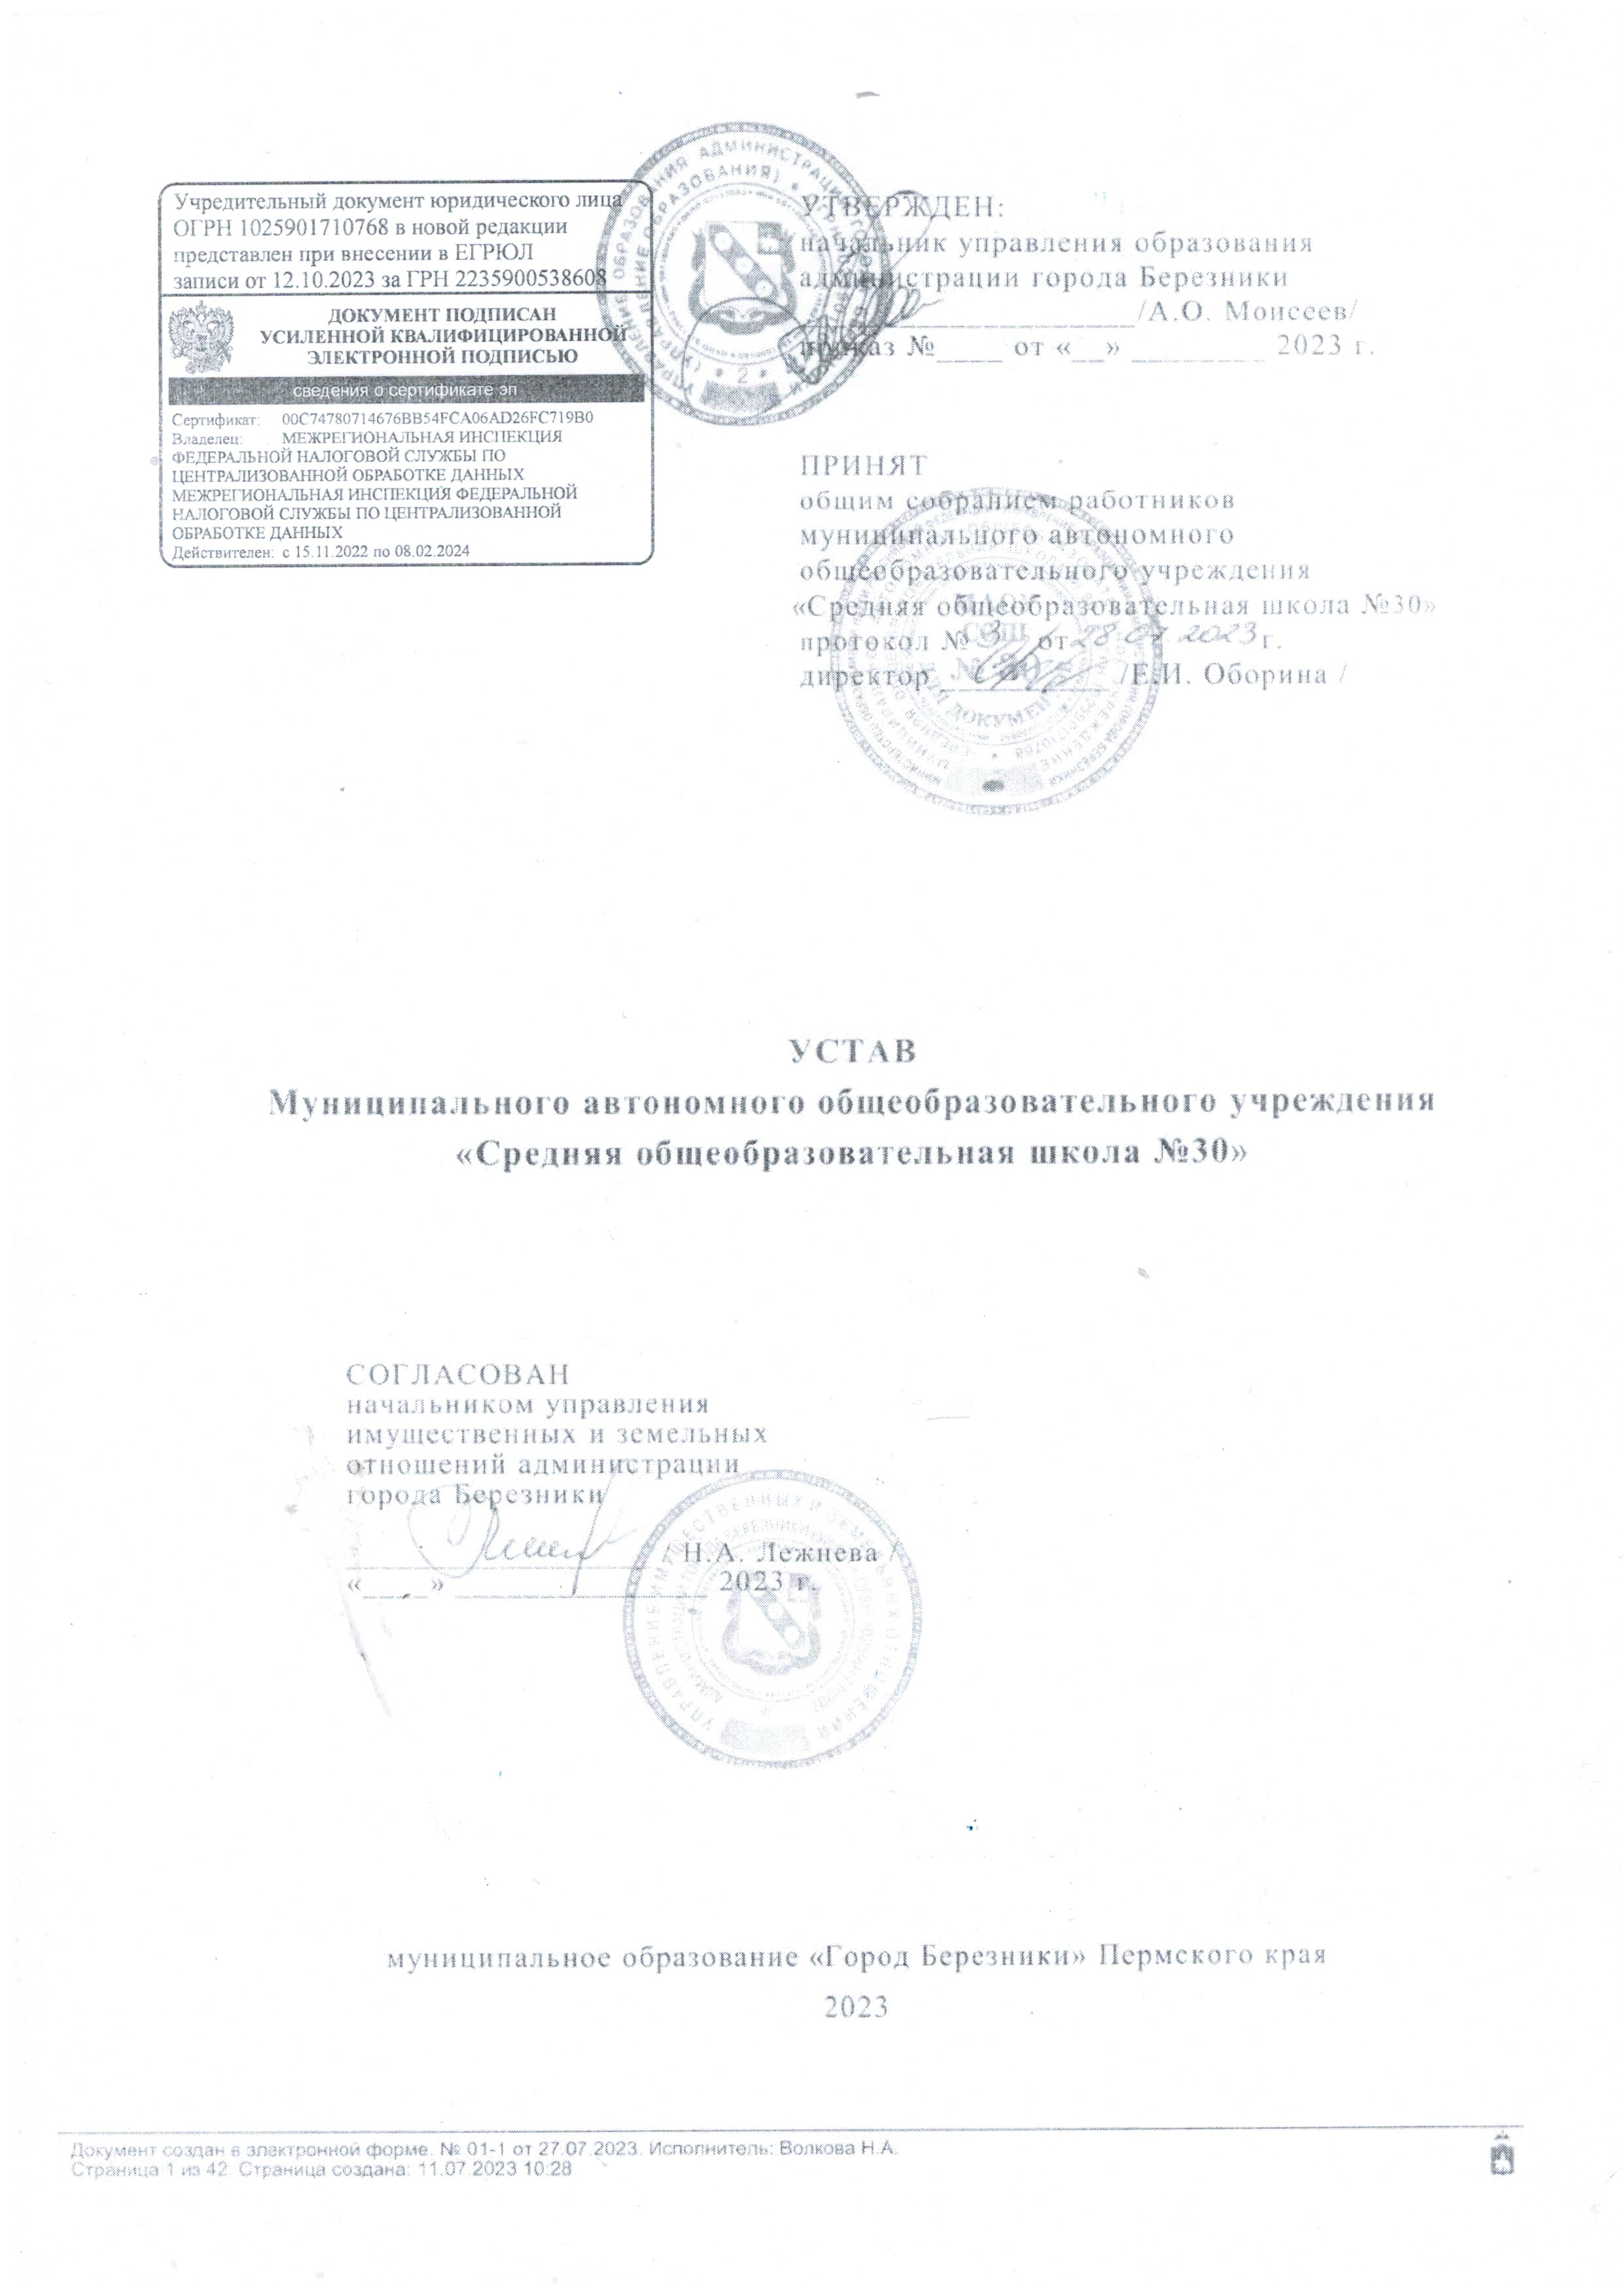 Учредительный документ юридического лица
ОГРН 1025901710768 в новой редакции
представлен при внесении в ЕГРЮЛ
записи от 12.10.2023 за ГРН 2235900538608
ДОКУМЕНТ ПОДПИСАН
УСИЛЕННОЙ КВАЛИФИЦИРОВАННОЙ
ЭЛЕКТРОННОЙ ПОДПИСЬЮ
сведения о сертификате эп
Сертификат: 00C74780714676BB54FCA06AD26FC719B0
Владелец: МЕЖРЕГИОНАЛЬНАЯ ИНСПЕКЦИЯ
ФЕДЕРАЛЬНОЙ НАЛОГОВОЙ СЛУЖБЫ ПО
ЦЕНТРАЛИЗОВАННОЙ ОБРАБОТКЕ ДАННЫХ
МЕЖРЕГИОНАЛЬНАЯ ИНСПЕКЦИЯ ФЕДЕРАЛЬНОЙ
НАЛОГОВОЙ СЛУЖБЫ ПО ЦЕНТРАЛИЗОВАННОЙ
ОБРАБОТКЕ ДАННЫХ
Действителен: с 15.11.2022 по 08.02.2024
УТВЕРЖДЕН:
начальник управления образования
администрации города Березники
/А.О. Моисеев/
приказ №____ от «__» _________ 2023 г.
ПРИНЯТ
общим собранием работников
муниципального автономного
общеобразовательного учреждения
«Средняя общеобразовательная школа №30»
протокол № 3 от 28.07.2023 г.
директор __________ /Е.И. Оборина /
УСТАВ
Муниципального автономного общеобразовательного учреждения
«Средняя общеобразовательная школа №30»
СОГЛАСОВАН
начальником управления
имущественных и земельных
отношений администрации
города Березники
/ Н.А. Лежнева /
«____» ________________ 2023 г.
муниципальное образование «Город Березники» Пермского края
2023
Документ создан в электронной форме. № 01-1 от 27.07.2023. Исполнитель: Волкова Н.А.
Страница 1 из 42. Страница создана: 11.07.2023 10:28